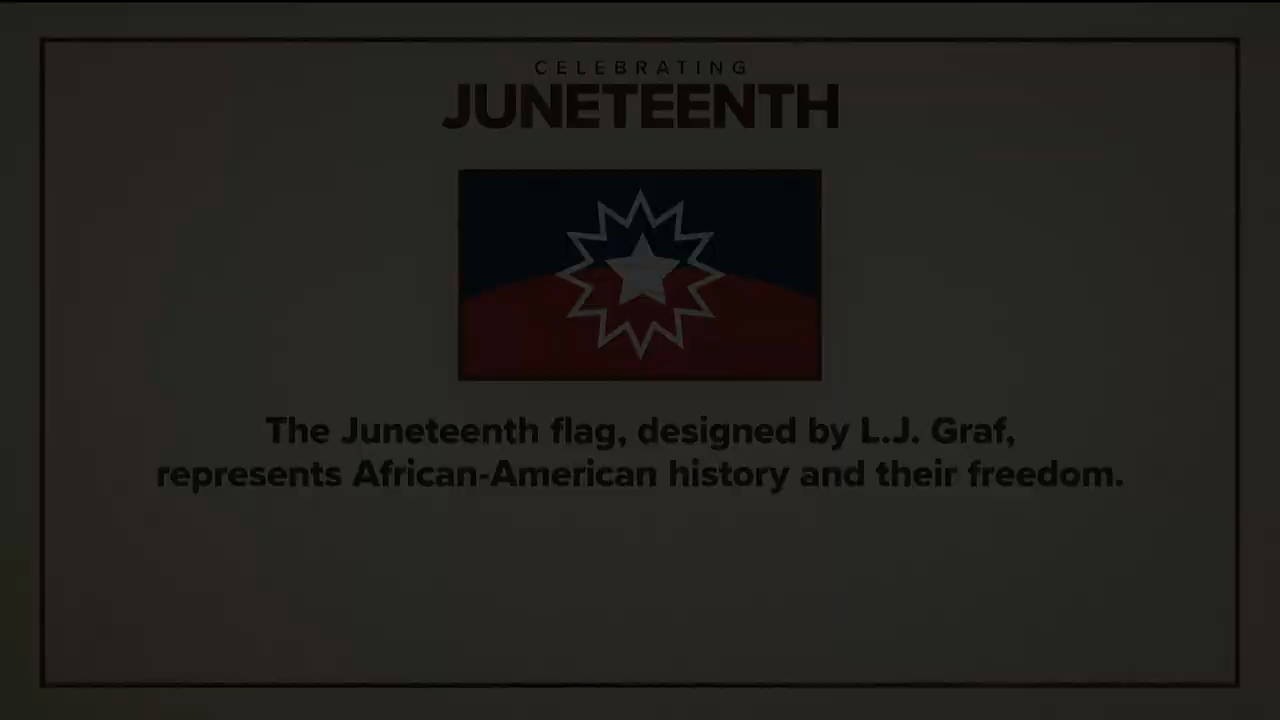 CELEBRATING
JUNETEENTH
The Juneteenth flag, designed by L.J. Graf,
represents African-American history and their freedom.